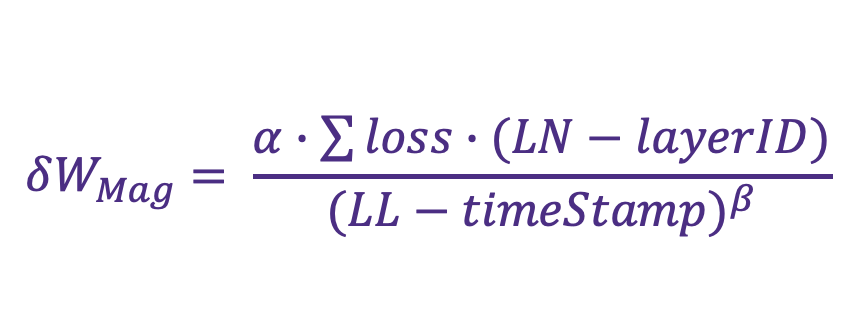 δW_Mag = α · ∑ loss · (LN − layerID) / (LL − timeStamp)^β